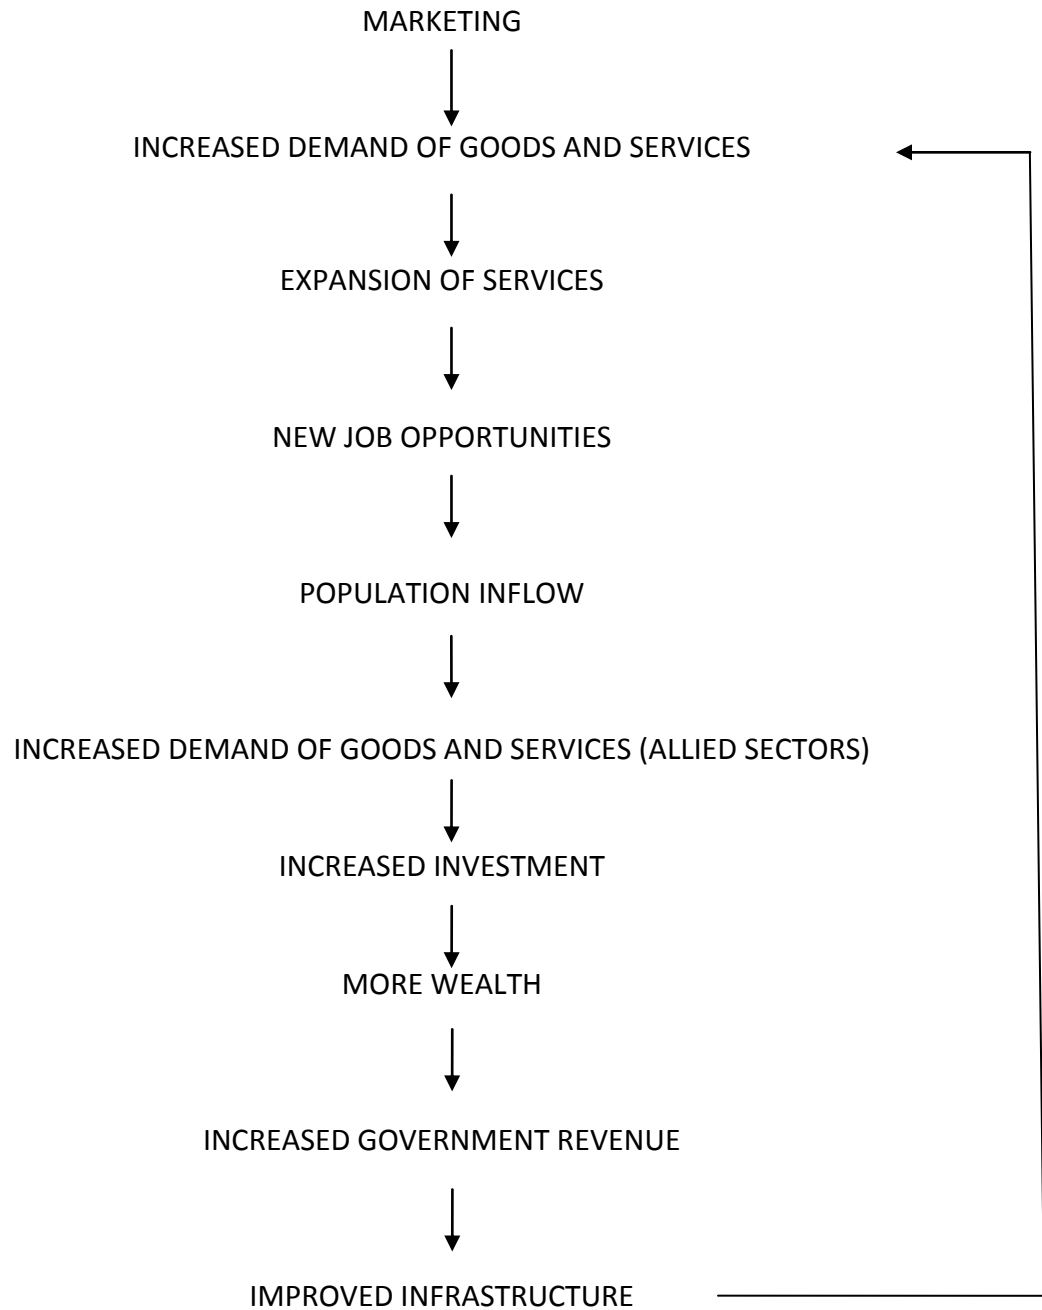 MARKETING
INCREASED DEMAND OF GOODS AND SERVICES
EXPANSION OF SERVICES
NEW JOB OPPORTUNITIES
POPULATION INFLOW
INCREASED DEMAND OF GOODS AND SERVICES (ALLIED SECTORS)
INCREASED INVESTMENT
MORE WEALTH
INCREASED GOVERNMENT REVENUE
IMPROVED INFRASTRUCTURE